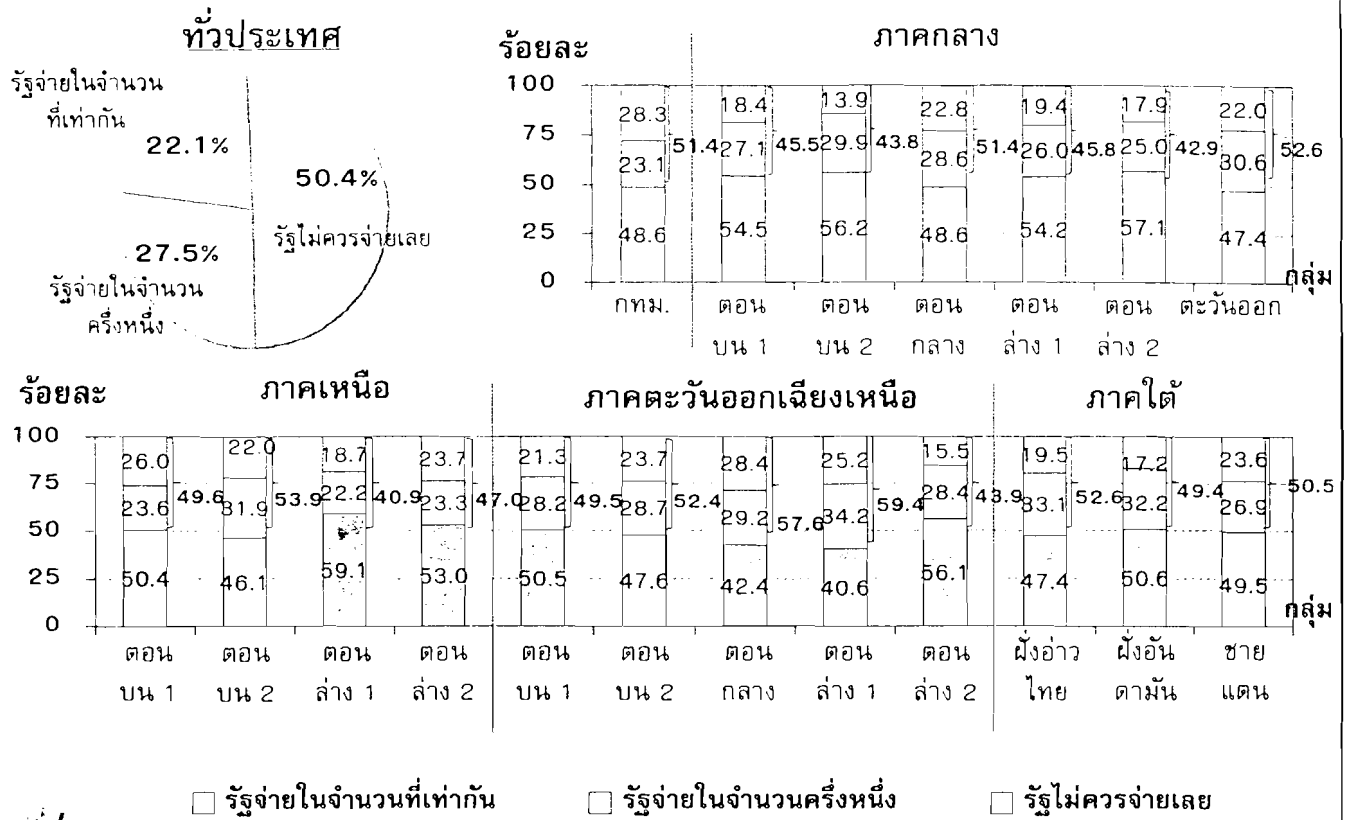 ทั่วประเทศ
รัฐจ่ายในจำนวน
ที่เท่ากัน
22.1%
50.4%
รัฐไม่ควรจ่ายเลย
27.5%
รัฐจ่ายในจำนวน
ครึ่งหนึ่ง
ร้อยละ ภาคกลาง
100
28.3 18.4 13.9 22.8 19.4 17.9 22.0
75
23.1 51.4 27.1 45.5 29.9 43.8 28.6 51.4 26.0 45.8 25.0 42.9 30.6 52.6
50
48.6 54.5 56.2 48.6 54.2 57.1 47.4
25
0 กลุ่ม
กทม. ตอน ตอน ตอน ตอน ตอน ตะวันออก
บน 1 บน 2 กลาง ล่าง 1 ล่าง 2
ร้อยละ ภาคเหนือ ภาคตะวันออกเฉียงเหนือ ภาคใต้
100
26.0 22.0 18.7 23.7 21.3 23.7 28.4 25.2 15.5 19.5 17.2 23.6
75
23.6 49.6 31.9 53.9 22.2 40.9 23.3 47.0 28.2 49.5 28.7 52.4 29.2 57.6 34.2 59.4 28.4 43.9 33.1 52.6 32.2 49.4 26.9 50.5
50
50.4 46.1 59.1 53.0 50.5 47.6 42.4 40.6 56.1 47.4 50.6 49.5
25
0 กลุ่ม
ตอน ตอน ตอน ตอน ตอน ตอน ตอน ตอน ตอน ฝั่งอ่าว ฝั่งอัน ชาย
บน 1 บน 2 ล่าง 1 ล่าง 2 บน 1 บน 2 กลาง ล่าง 1 ล่าง 2 ไทย ดามัน แดน
รัฐจ่ายในจำนวนที่เท่ากัน รัฐจ่ายในจำนวนครึ่งหนึ่ง รัฐไม่ควรจ่ายเลย